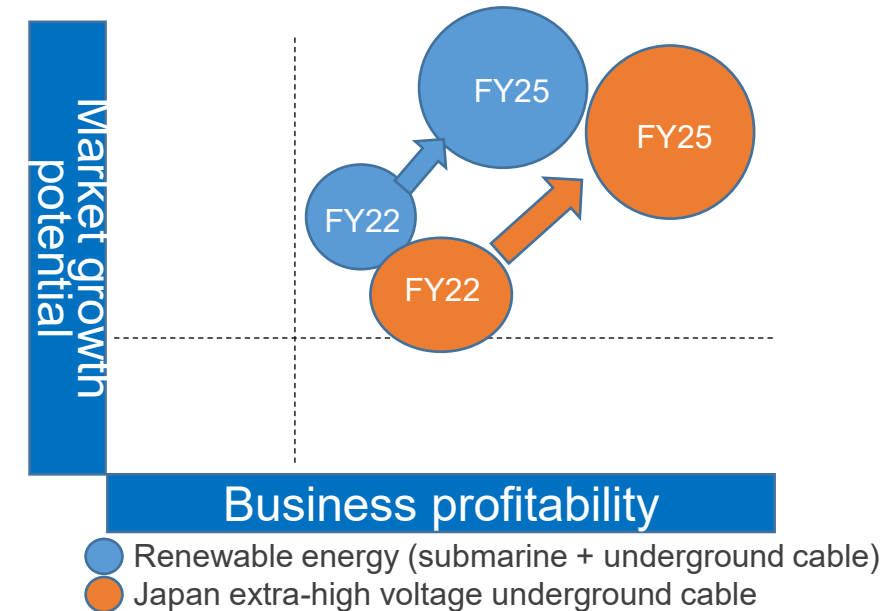 Market growth
potential
FY25
FY25
FY22
FY22
Business profitability
Renewable energy (submarine + underground cable)
Japan extra-high voltage underground cable